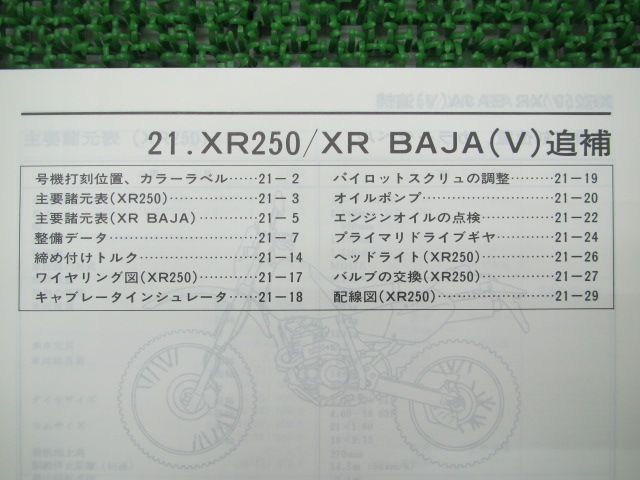 21.XR250/XR BAJA(V)追補
号機打刻位置、カラーラベル……21-2
主要諸元表(XR250)……………21-3
主要諸元表(XR BAJA)…………21-5
整備データ………………………21-7
締め付けトルク…………………21-14
ワイヤリング図(XR250)………21-17
キャブレータインシュレータ……21-18
パイロットスクリュの調整………21-19
オイルポンプ……………………21-20
エンジンオイルの点検…………21-22
プライマリドライブギヤ…………21-24
ヘッドライト(XR250)…………21-26
バルブの交換(XR250)…………21-27
配線図(XR250)…………………21-29